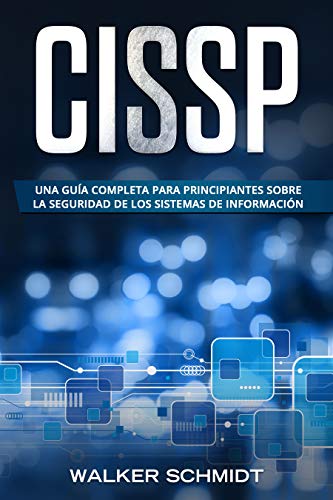 CISSP
UNA GUÍA COMPLETA PARA PRINCIPIANTES SOBRE
LA SEGURIDAD DE LOS SISTEMAS DE INFORMACIÓN
WALKER SCHMIDT